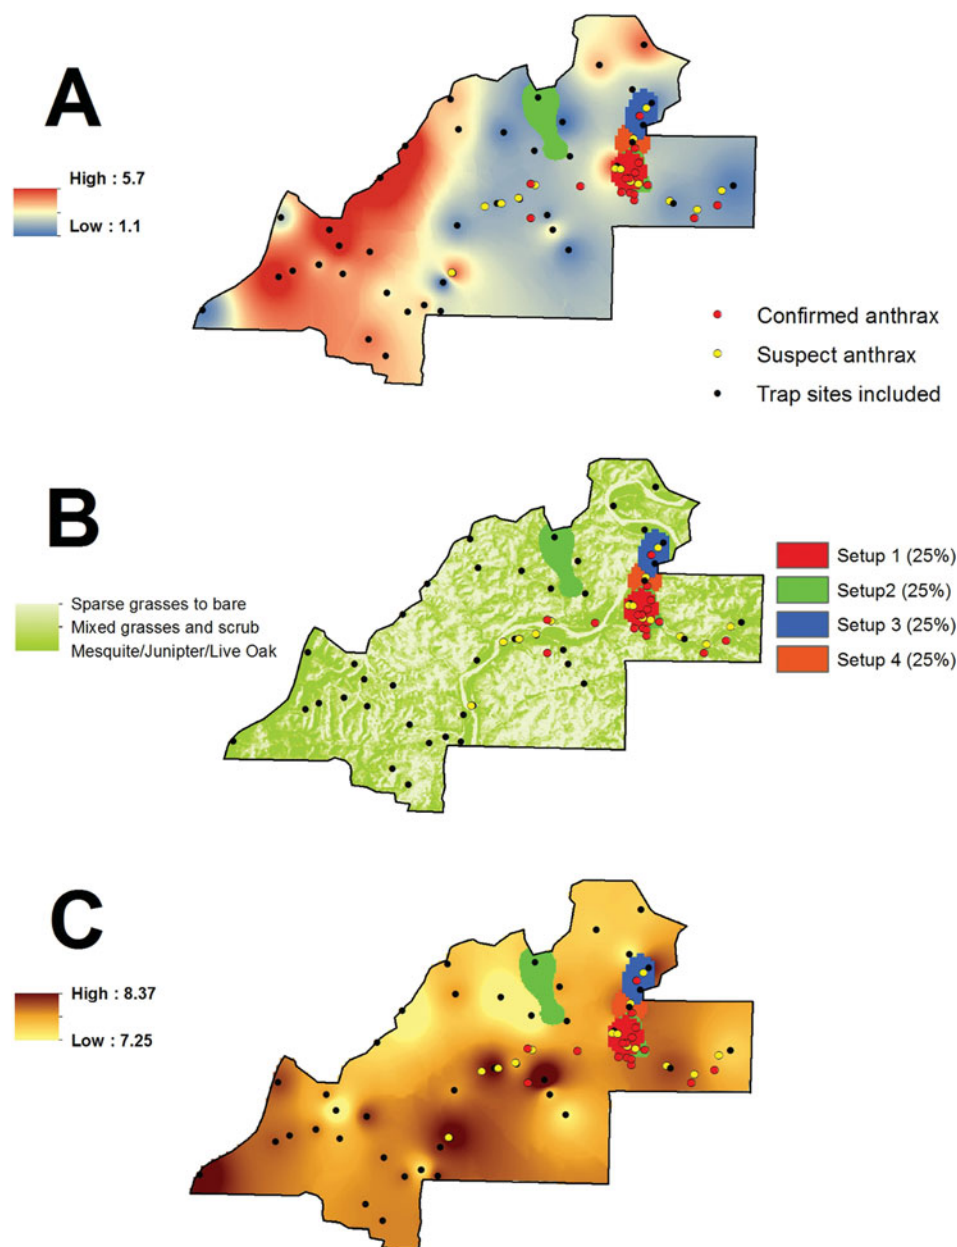 A
High : 5.7
Low : 1.1
Confirmed anthrax
Suspect anthrax
Trap sites included
B
Sparse grasses to bare
Mixed grasses and scrub
Mesquite/Junipter/Live Oak
Setup 1 (25%)
Setup2 (25%)
Setup 3 (25%)
Setup 4 (25%)
C
High : 8.37
Low : 7.25